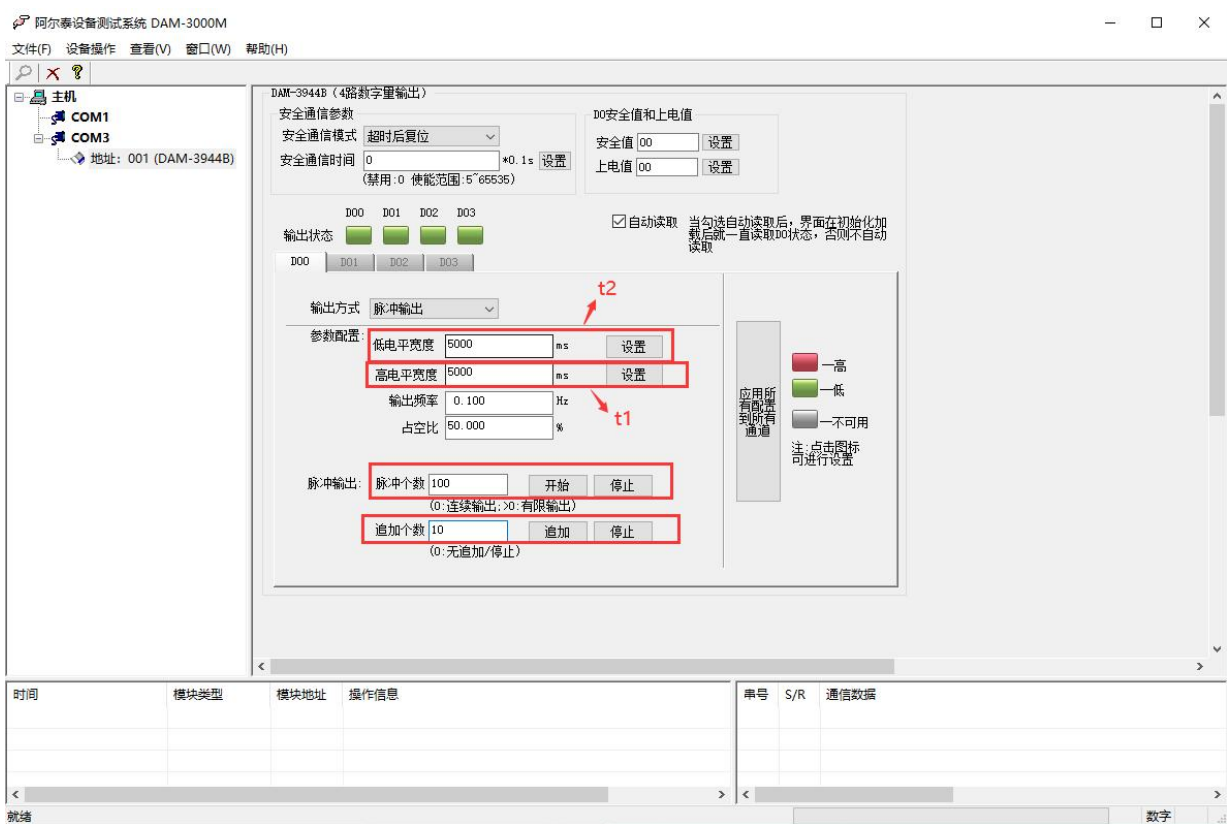 阿尔泰设备测试系统 DAM-3000M
文件(F) 设备操作 查看(V) 窗口(W) 帮助(H)
主机
COM1
COM3
地址: 001 (DAM-3944B)
DAM-3944B (4路数字量输出)
安全通信参数
安全通信模式 超时后复位
安全通信时间 0 *0.1s 设置
(禁用:0 使能范围:5~65535)
DO安全值和上电值
安全值 00 设置
上电值 00 设置
DO0 DO1 DO2 DO3
输出状态
自动读取 当勾选自动读取后,界面在初始化加
载后就一直读取DO状态,否则不自动
读取
DO0 DO1 DO2 DO3
t2
输出方式 脉冲输出
参数配置:
低电平宽度 5000 ms 设置
高电平宽度 5000 ms 设置
t1
输出频率 0.100 Hz
占空比 50.000 %
脉冲输出: 脉冲个数 100 开始 停止
(0:连续输出;>0:有限输出)
追加个数 10 追加 停止
(0:无追加/停止)
应用所
有配置
到所有
通道
—高
—低
—不可用
注:点击图标
可进行设置
时间 模块类型 模块地址 操作信息
串号 S/R 通信数据
就绪
数字